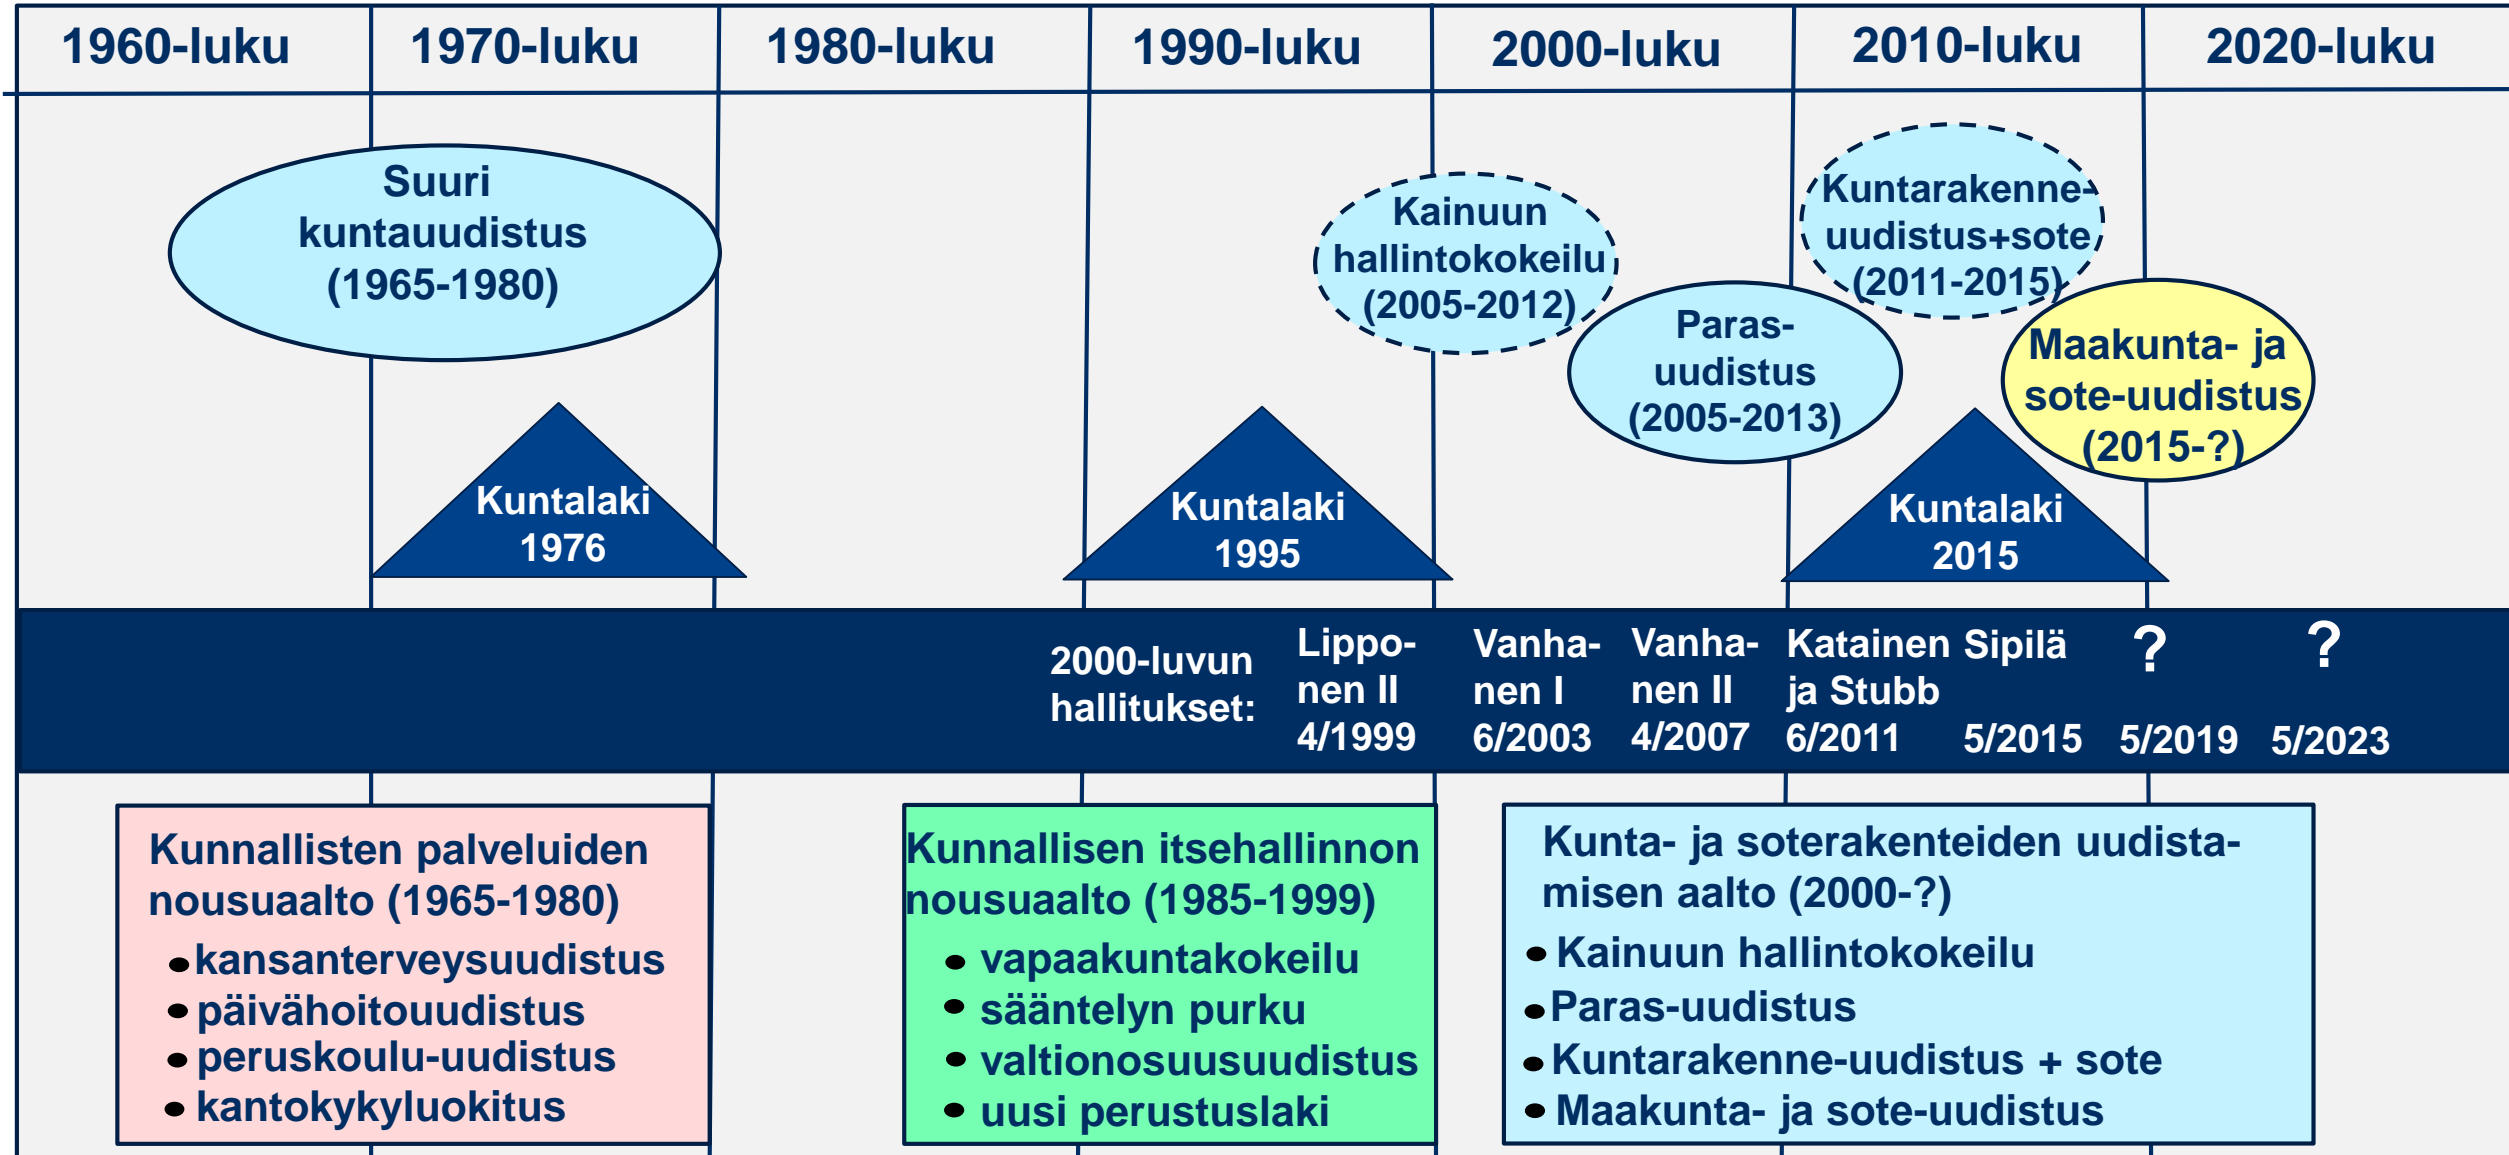 1960-luku
1970-luku
1980-luku
1990-luku
2000-luku
2010-luku
2020-luku
Suuri
kuntauudistus
(1965-1980)
Kainuun
hallintokokeilu
(2005-2012)
Paras-
uudistus
(2005-2013)
Kuntarakenne-
uudistus+sote
(2011-2015)
Maakunta- ja
sote-uudistus
(2015-?)
Kuntalaki
1976
Kuntalaki
1995
Kuntalaki
2015
2000-luvun
hallitukset:
Lippo-
nen II
4/1999
Vanha-
nen I
6/2003
Vanha-
nen II
4/2007
Katainen
ja Stubb
6/2011
Sipilä
5/2015
?
5/2019
?
5/2023
Kunnallisten palveluiden
nousuaalto (1965-1980)
• kansanterveysuudistus
• päivähoitouudistus
• peruskoulu-uudistus
• kantokykyluokitus
Kunnallisen itsehallinnon
nousuaalto (1985-1999)
• vapaakuntakokeilu
• sääntelyn purku
• valtionosuusuudistus
• uusi perustuslaki
Kunta- ja soterakenteiden uudista-
misen aalto (2000-?)
• Kainuun hallintokokeilu
• Paras-uudistus
• Kuntarakenne-uudistus + sote
• Maakunta- ja sote-uudistus